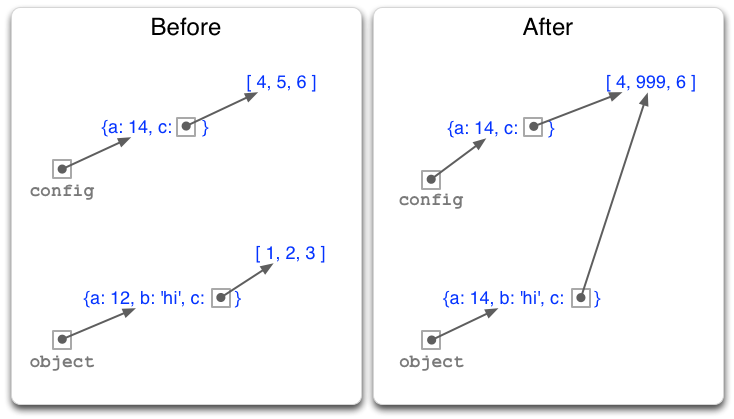 Before
[ 4, 5, 6 ]
{a: 14, c: }
config
[ 1, 2, 3 ]
{a: 12, b: 'hi', c: }
object
After
[ 4, 999, 6 ]
{a: 14, c: }
config
{a: 14, b: 'hi', c: }
object